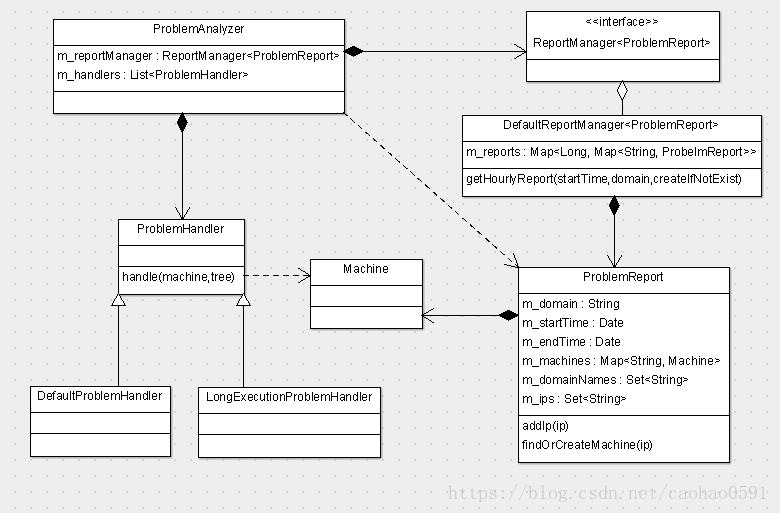 ProblemAnalyzer
m_reportManager : ReportManager<ProblemReport>
m_handlers : List<ProblemHandler>
<<interface>>
ReportManager<ProblemReport>
DefaultReportManager<ProblemReport>
m_reports : Map<Long, Map<String, ProbelmReport>>
getHourlyReport(startTime,domain,createIfNotExist)
ProblemHandler
handle(machine,tree)
Machine
ProblemReport
m_domain : String
m_startTime : Date
m_endTime : Date
m_machines : Map<String, Machine>
m_domainNames : Set<String>
m_ips : Set<String>
addIp(ip)
findOrCreateMachine(ip)
DefaultProblemHandler
LongExecutionProblemHandler
https://blog.csdn.net/caohao0591